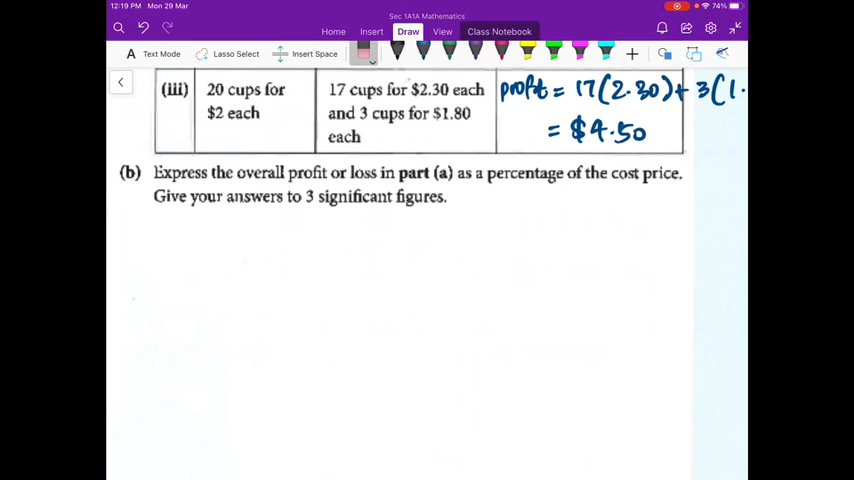 12:19 PM Mon 29 Mar
74%
Sec 1A1A Mathematics
Home Insert Draw View Class Notebook
A Text Mode Lasso Select Insert Space
(iii) 20 cups for $2 each
17 cups for $2.30 each and 3 cups for $1.80 each
profit = 17(2.30)+ 3(1.
= $4.50
(b) Express the overall profit or loss in part (a) as a percentage of the cost price.
Give your answers to 3 significant figures.